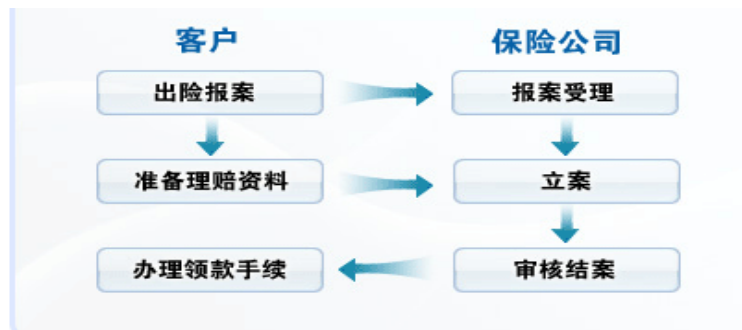 客户
保险公司
出险报案
报案受理
准备理赔资料
立案
办理领款手续
审核结案